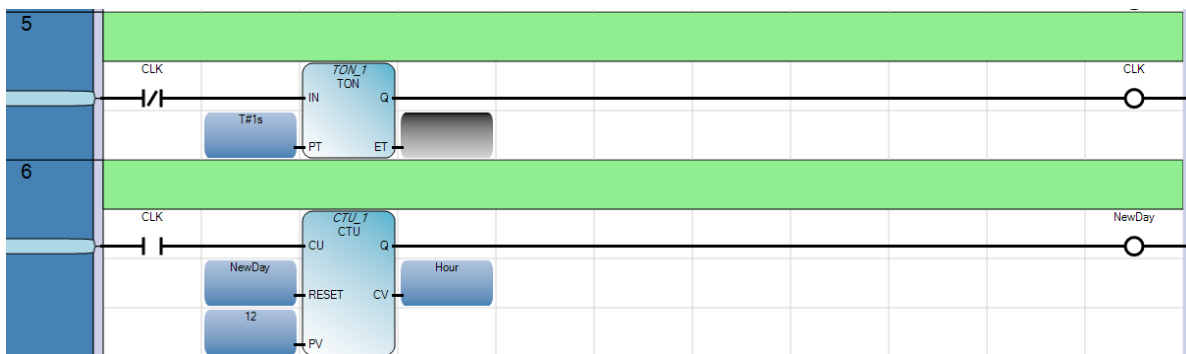 5
CLK
TON_1
TON
CLK
IN
Q
T#1s
PT
ET
6
CLK
CTU_1
CTU
NewDay
CU
Q
NewDay
Hour
RESET
CV
12
PV